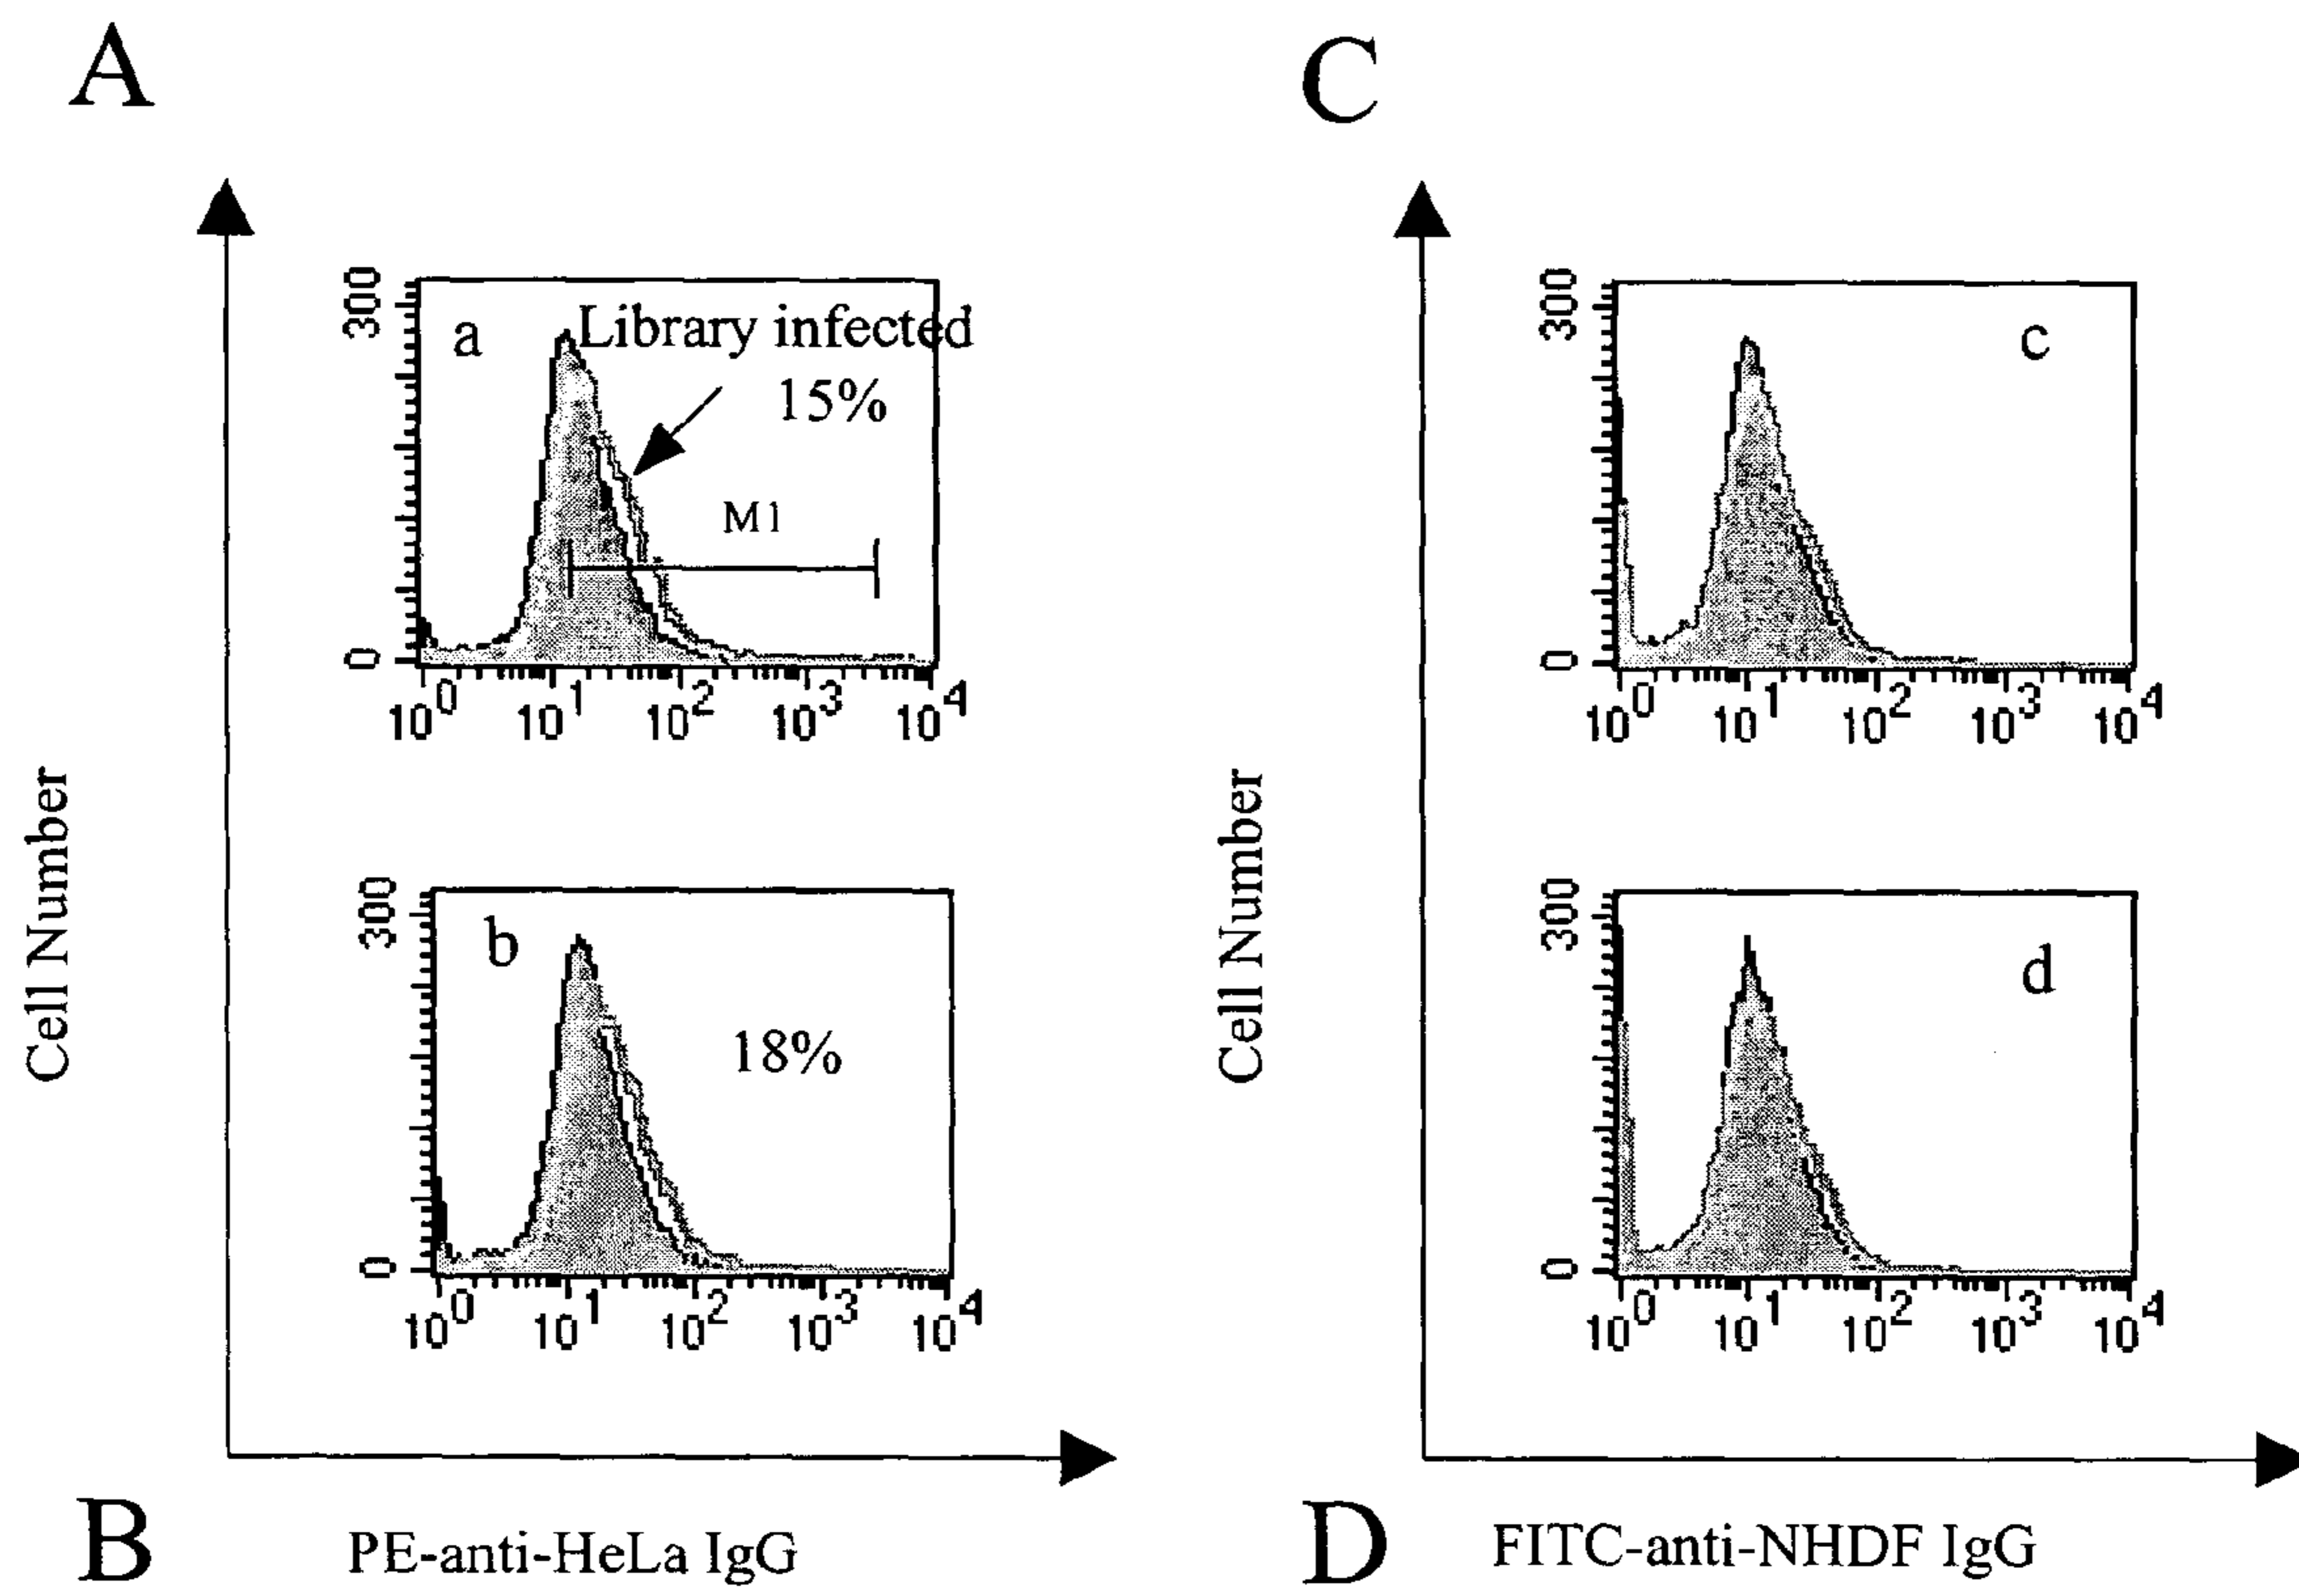 A
C
300
a
Library infected
15%
M1
0
10^0 10^1 10^2 10^3 10^4
300
c
0
10^0 10^1 10^2 10^3 10^4
Cell Number
300
b
18%
0
10^0 10^1 10^2 10^3 10^4
Cell Number
300
d
0
10^0 10^1 10^2 10^3 10^4
B
PE-anti-HeLa IgG
D
FITC-anti-NHDF IgG